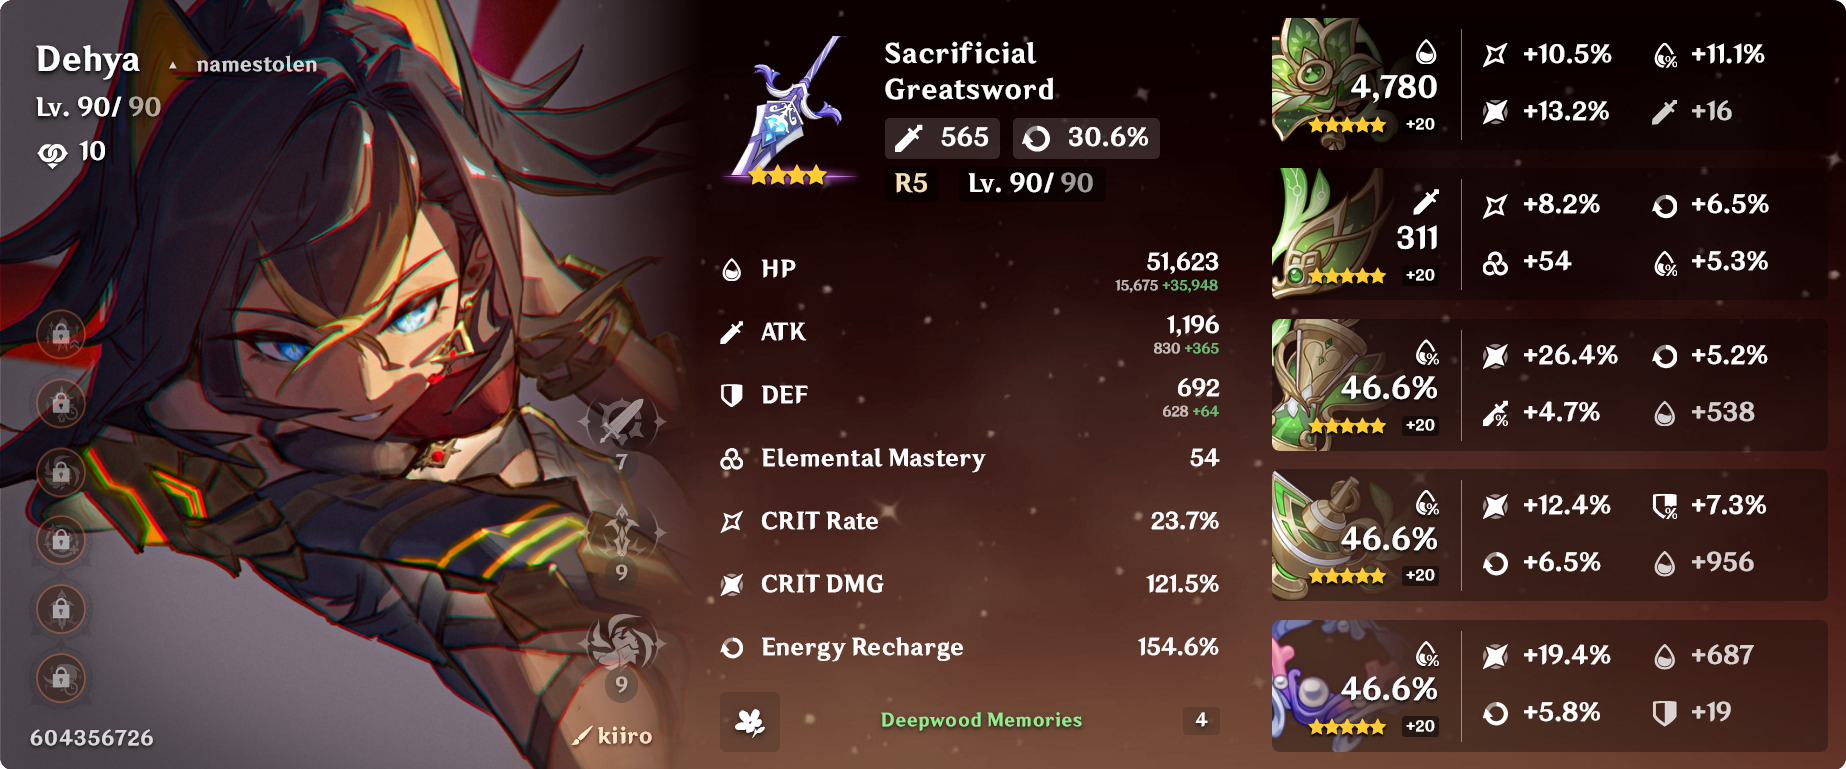 Dehya ▲ namestolen
Lv. 90/ 90
10
7
9
9
604356726
kiiro
Sacrificial
Greatsword
565 30.6%
R5 Lv. 90/ 90
HP 51,623
15,675 +35,948
ATK 1,196
830 +365
DEF 692
628 +64
Elemental Mastery 54
CRIT Rate 23.7%
CRIT DMG 121.5%
Energy Recharge 154.6%
Deepwood Memories 4
4,780
+20
+10.5% +11.1%
+13.2% +16
311
+20
+8.2% +6.5%
+54 +5.3%
46.6%
+20
+26.4% +5.2%
+4.7% +538
46.6%
+20
+12.4% +7.3%
+6.5% +956
46.6%
+20
+19.4% +687
+5.8% +19